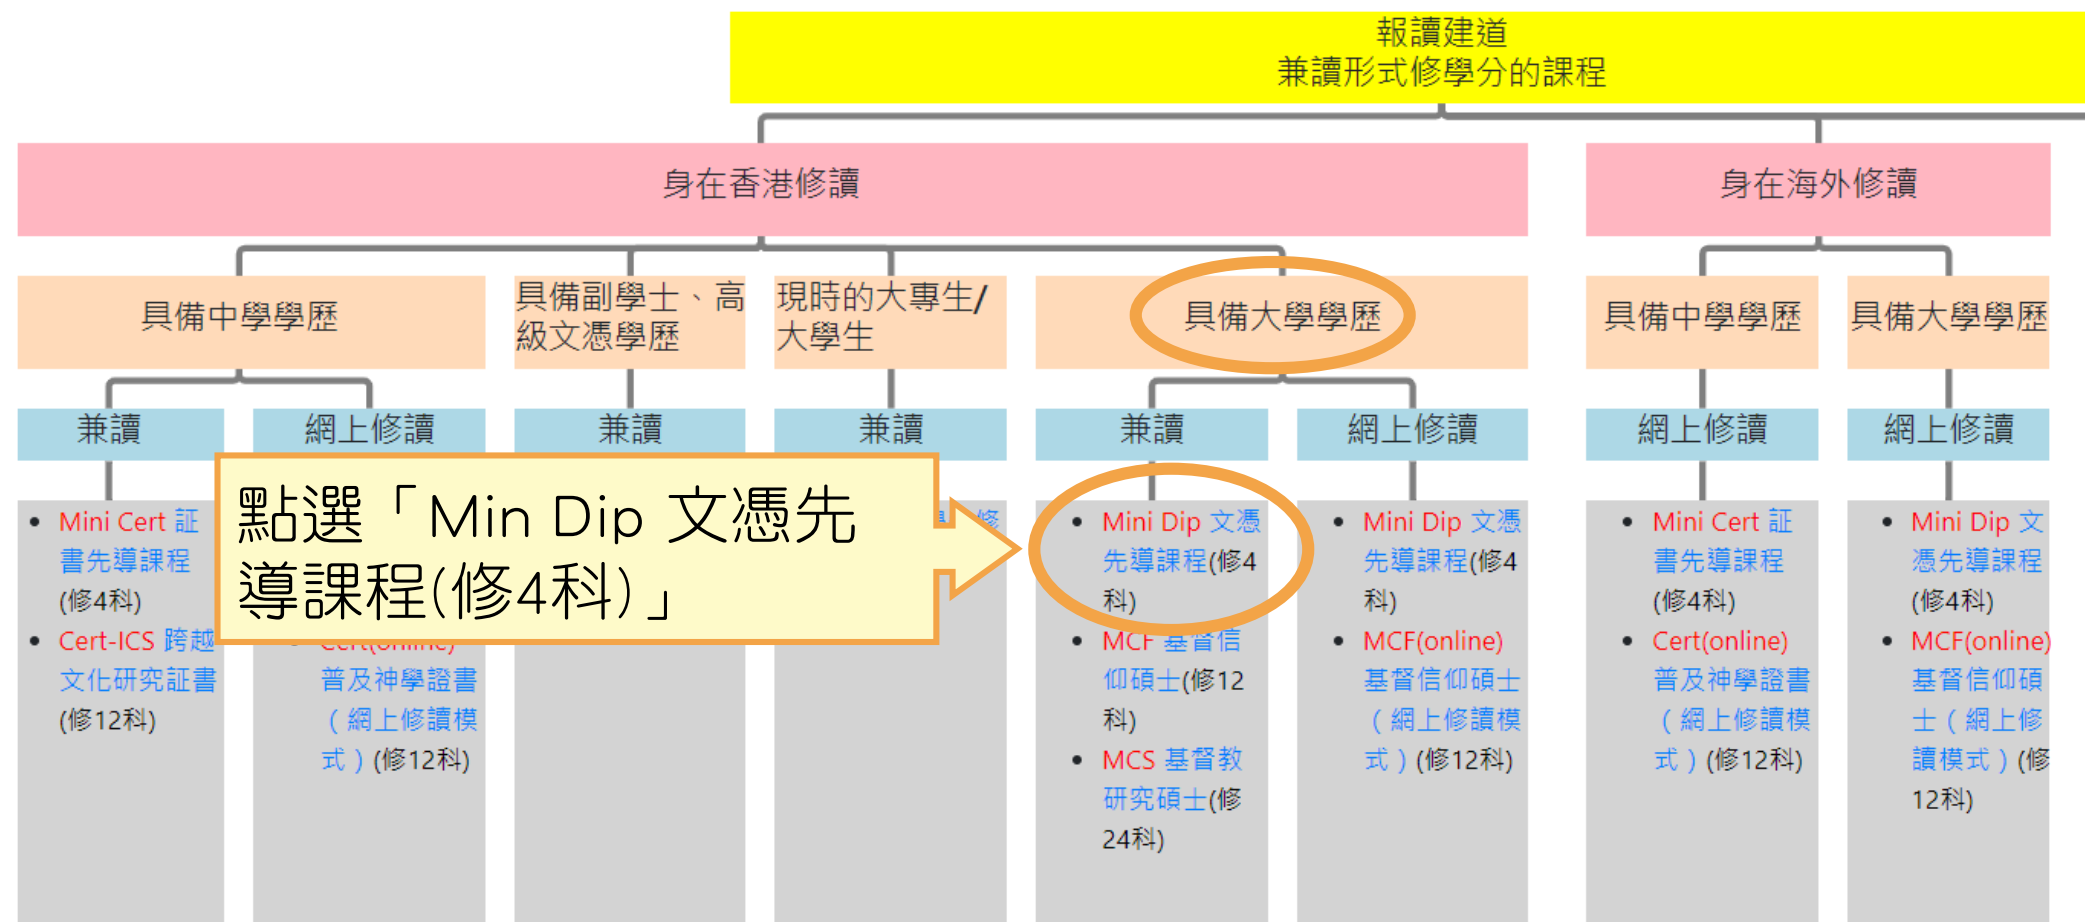 報讀建道
兼讀形式修學分的課程
身在香港修讀
身在海外修讀
具備中學學歷
具備副學士、高
級文憑學歷
現時的大專生/
大學生
具備大學學歷
具備中學學歷
具備大學學歷
兼讀
網上修讀
兼讀
兼讀
兼讀
網上修讀
網上修讀
網上修讀
Mini Cert 証
書先導課程
(修4科)
Cert-ICS 跨越
文化研究証書
(修12科)
Cert(online)
普及神學證書
（網上修讀模
式）(修12科)
點選「Min Dip 文憑先
導課程(修4科)」
修
Mini Dip 文憑
先導課程(修4
科)
MCF 基督信
仰碩士(修12
科)
MCS 基督教
研究碩士(修
24科)
Mini Dip 文憑
先導課程(修4
科)
MCF(online)
基督信仰碩士
（網上修讀模
式）(修12科)
Mini Cert 証
書先導課程
(修4科)
Cert(online)
普及神學證書
（網上修讀模
式）(修12科)
Mini Dip 文
憑先導課程
(修4科)
MCF(online)
基督信仰碩
士（網上修
讀模式）(修
12科)